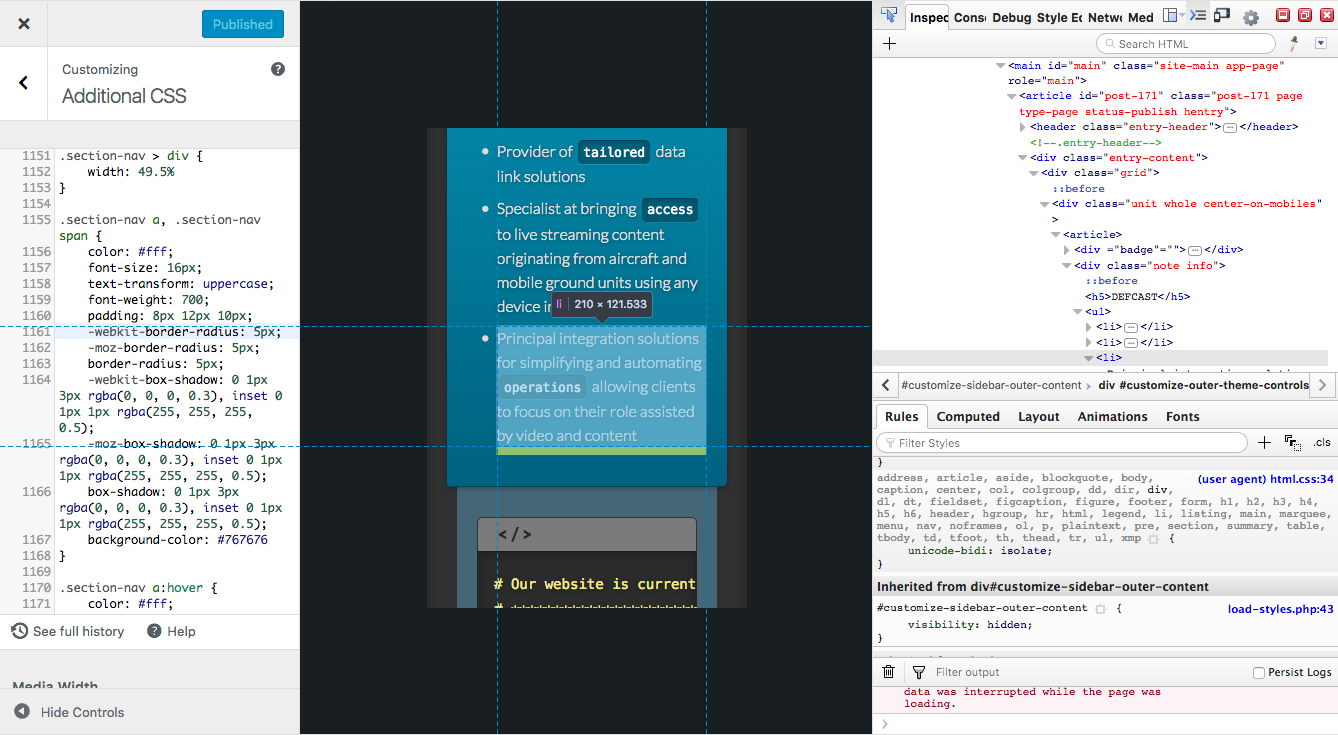 Published
Customizing
Additional CSS
1151 .section-nav > div {
1152 width: 49.5%
1153 }
1154
1155 .section-nav a, .section-nav
span {
1156 color: #fff;
1157 font-size: 16px;
1158 text-transform: uppercase;
1159 font-weight: 700;
1160 padding: 8px 12px 10px;
1161 -webkit-border-radius: 5px;
1162 -moz-border-radius: 5px;
1163 border-radius: 5px;
1164 -webkit-box-shadow: 0 1px
3px rgba(0, 0, 0, 0.3), inset 0
1px 1px rgba(255, 255, 255,
0.5);
1165 -moz-box-shadow: 0 1px 3px
rgba(0, 0, 0, 0.3), inset 0 1px
1px rgba(255, 255, 255, 0.5);
1166 box-shadow: 0 1px 3px
rgba(0, 0, 0, 0.3), inset 0 1px
1px rgba(255, 255, 255, 0.5);
1167 background-color: #767676
1168 }
1169
1170 .section-nav a:hover {
1171 color: #fff;
See full history
Help
Media Width
Hide Controls
Provider of tailored data
link solutions
Specialist at bringing access
to live streaming content
originating from aircraft and
mobile ground units using any
device in
li | 210 × 121.533
Principal integration solutions
for simplifying and automating
operations allowing clients
to focus on their role assisted
by video and content
</>
# Our website is current
Inspec Cons Debug Style Ec Netw Med
Search HTML
<main id="main" class="site-main app-page"
role="main">
<article id="post-171" class="post-171 page
type-page status-publish hentry">
<header class="entry-header"></header>
<!--.entry-header-->
<div class="entry-content">
<div class="grid">
::before
<div class="unit whole center-on-mobiles"
>
<article>
<div ="badge"=""></div>
<div class="note info">
::before
<h5>DEFCAST</h5>
<ul>
<li></li>
<li></li>
<li>
#customize-sidebar-outer-content > div #customize-outer-theme-controls
Rules Computed Layout Animations Fonts
Filter Styles
.cls
}
address, article, aside, blockquote, body, (user agent) html.css:34
caption, center, col, colgroup, dd, dir, div,
dl, dt, fieldset, figcaption, figure, footer, form, h1, h2, h3, h4,
h5, h6, header, hgroup, hr, html, legend, li, listing, main, marquee,
menu, nav, noframes, ol, p, plaintext, pre, section, summary, table,
tbody, td, tfoot, th, thead, tr, ul, xmp {
unicode-bidi: isolate;
}
Inherited from div#customize-sidebar-outer-content
#customize-sidebar-outer-content { load-styles.php:43
visibility: hidden;
}
Filter output
Persist Logs
data was interrupted while the page was
loading.